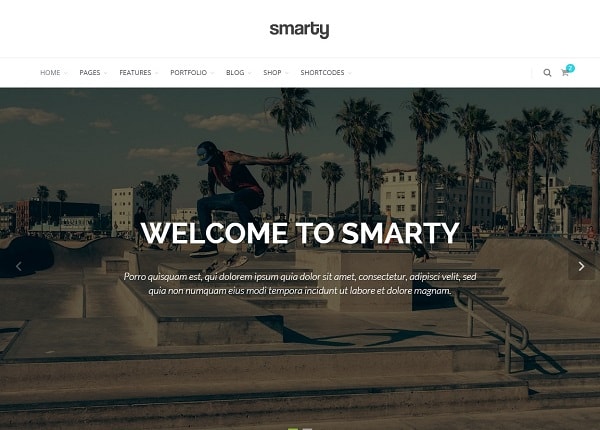 smarty
HOME PAGES FEATURES PORTFOLIO BLOG SHOP SHORTCODES
2
WELCOME TO SMARTY
Porro quisquam est, qui dolorem ipsum quia dolor sit amet, consectetur, adipisci velit, sed
quia non numquam eius modi tempora incidunt ut labore et dolore magnam.